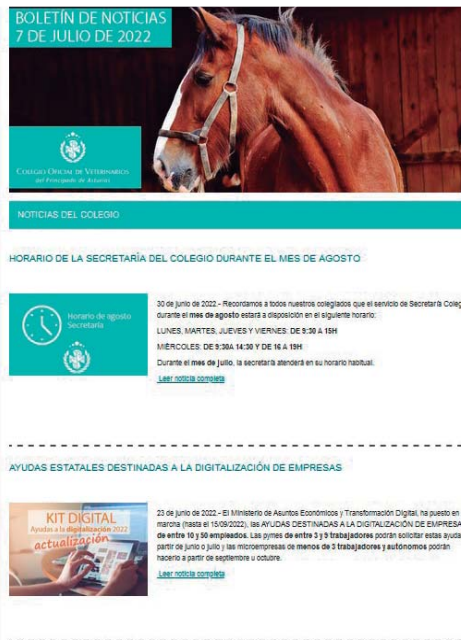 BOLETÍN DE NOTICIAS
7 DE JULIO DE 2022
COLEGIO OFICIAL DE VETERINARIOS
del Principado de Asturias
NOTICIAS DEL COLEGIO
HORARIO DE LA SECRETARÍA DEL COLEGIO DURANTE EL MES DE AGOSTO
Horario de agosto
Secretaría
30 de junio de 2022.- Recordamos a todos nuestros colegiados que el servicio de Secretaría Coleg
durante el mes de agosto estará a disposición en el siguiente horario:
LUNES, MARTES, JUEVES Y VIERNES: DE 9:30 A 15H
MIÉRCOLES: DE 9:30A 14:30 Y DE 16 A 19H
Durante el mes de julio, la secretaría atenderá en su horario habitual.
Leer noticia completa
AYUDAS ESTATALES DESTINADAS A LA DIGITALIZACIÓN DE EMPRESAS
KIT DIGITAL
Ayudas a la digitalización 2022
actualización
23 de junio de 2022.- El Ministerio de Asuntos Económicos y Transformación Digital, ha puesto en
marcha (hasta el 15/09/2022), las AYUDAS DESTINADAS A LA DIGITALIZACIÓN DE EMPRESA
de entre 10 y 50 empleados. Las pymes de entre 3 y 9 trabajadores podrán solicitar estas ayuda
partir de junio o julio y las microempresas de menos de 3 trabajadores y autónomos podrán
hacerlo a partir de septiembre u octubre.
Leer noticia completa